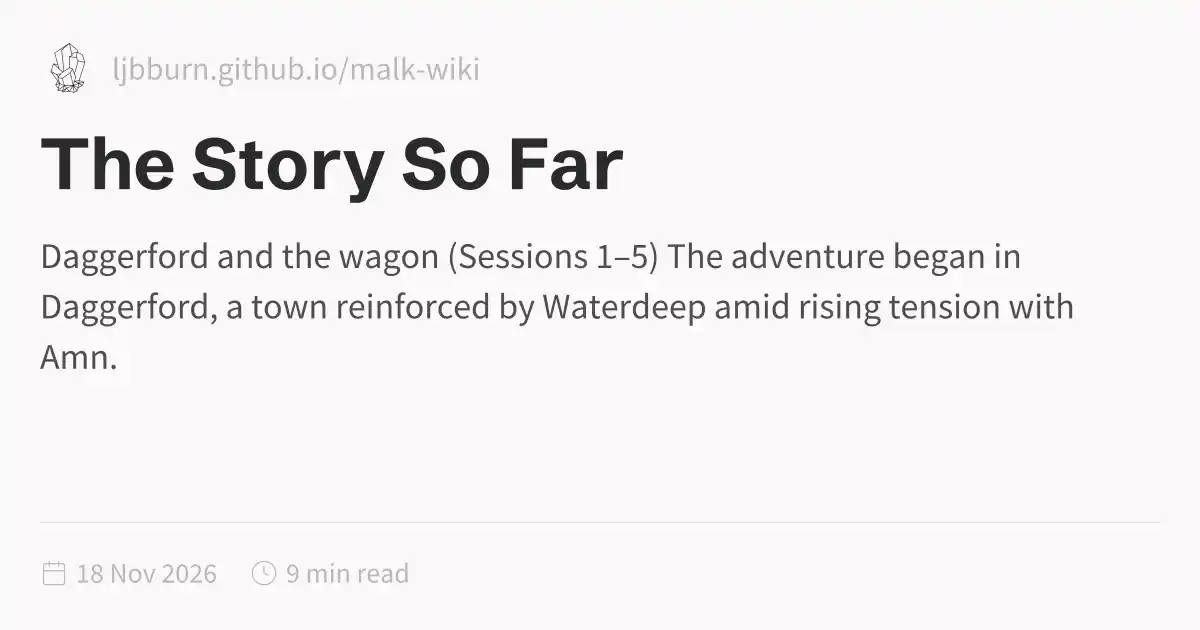 ljbburn.github.io/malk-wiki
The Story So Far
Daggerford and the wagon (Sessions 1–5) The adventure began in
Daggerford, a town reinforced by Waterdeep amid rising tension with
Amn.
18 Nov 2026
9 min read